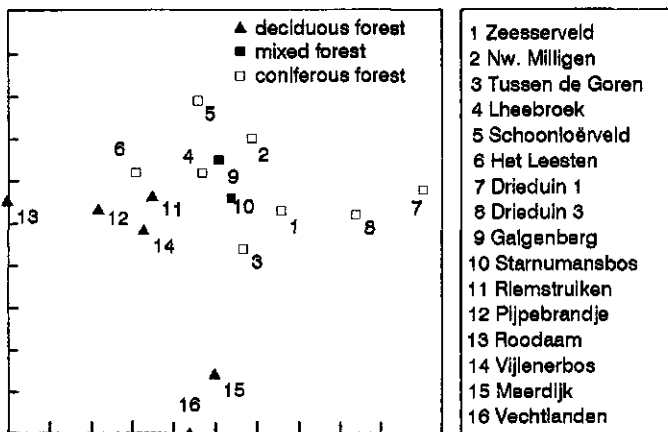 deciduous forest
mixed forest
coniferous forest
5
2
6
4
9
7
11
10
13
12
1
8
14
3
15
16
1 Zeesserveld
2 Nw. Milligen
3 Tussen de Goren
4 Lheebroek
5 Schoonloërveld
6 Het Leesten
7 Drieduin 1
8 Drieduin 3
9 Galgenberg
10 Starnumansbos
11 Riemstruiken
12 Pijpebrandje
13 Roodaam
14 Vijlenerbos
15 Meerdijk
16 Vechtlanden